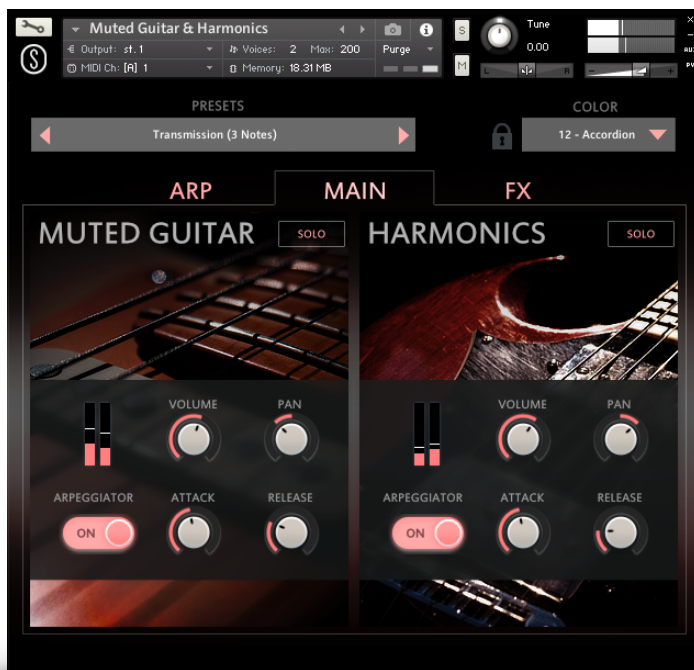 Muted Guitar & Harmonics
Output: st.1
Voices: 2 Max: 200
Purge
MIDI Ch: [A] 1
Memory: 18.31 MB
S
M
Tune
0.00
L
R
-
+
AUX
PV
PRESETS
COLOR
Transmission (3 Notes)
12 - Accordion
ARP
MAIN
FX
MUTED GUITAR
SOLO
HARMONICS
SOLO
VOLUME
PAN
VOLUME
PAN
ARPEGGIATOR
ATTACK
RELEASE
ARPEGGIATOR
ATTACK
RELEASE
ON
ON